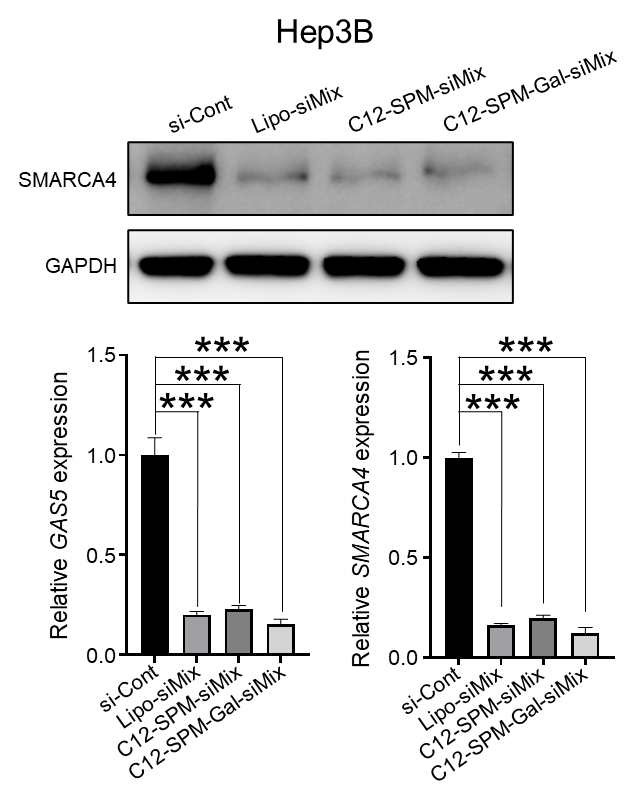 Hep3B
si-Cont
Lipo-siMix
C12-SPM-siMix
C12-SPM-Gal-siMix
SMARCA4
GAPDH
Relative GAS5 expression
1.5
1.0
0.5
0.0
***
***
***
si-Cont
Lipo-siMix
C12-SPM-siMix
C12-SPM-Gal-siMix
Relative SMARCA4 expression
1.5
1.0
0.5
0.0
***
***
***
si-Cont
Lipo-siMix
C12-SPM-siMix
C12-SPM-Gal-siMix